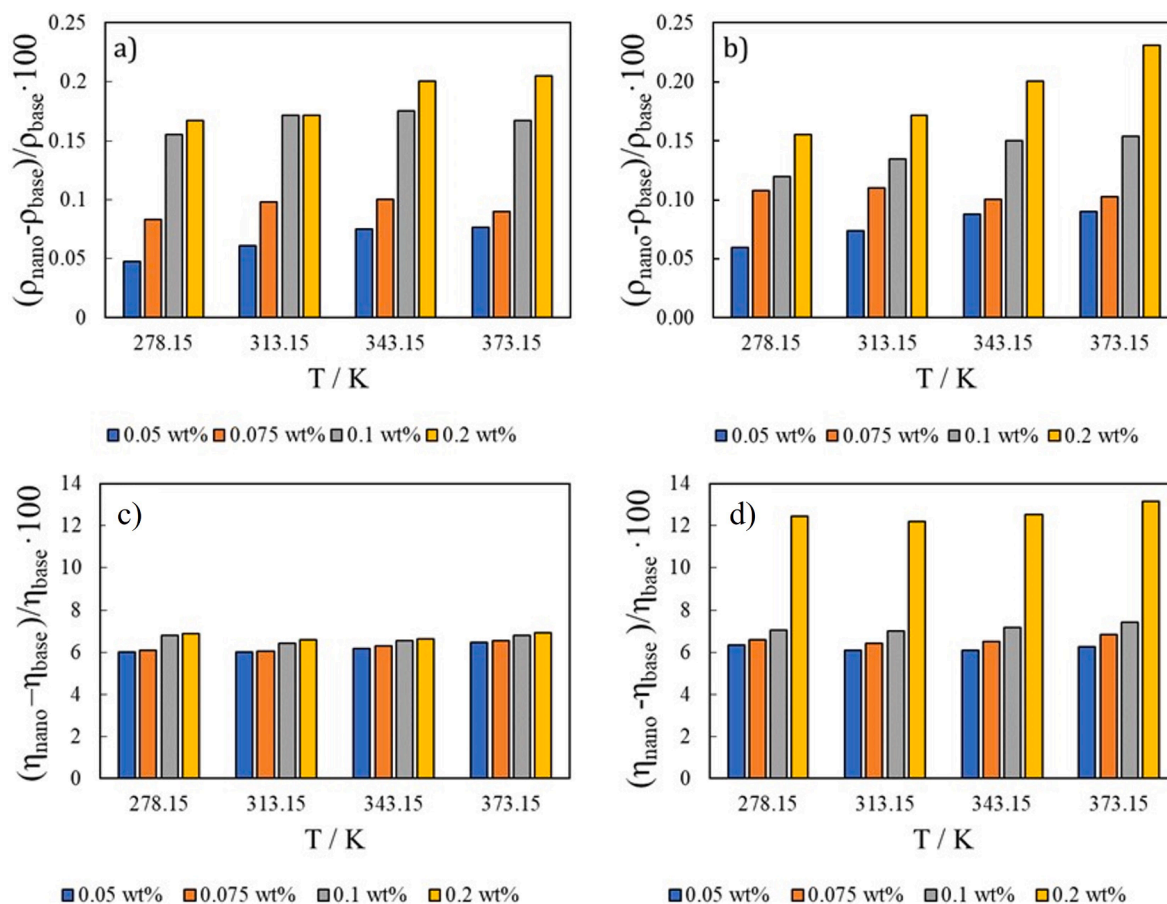 a)
(ρnano-ρbase)/ρbase·100
0.25
0.2
0.15
0.1
0.05
0
278.15 313.15 343.15 373.15
T / K
0.05 wt% 0.075 wt% 0.1 wt% 0.2 wt%
b)
(ρnano-ρbase)/ρbase·100
0.25
0.20
0.15
0.10
0.05
0.00
278.15 313.15 343.15 373.15
T / K
0.05 wt% 0.075 wt% 0.1 wt% 0.2 wt%
c)
(ηnano–ηbase)/ηbase·100
14
12
10
8
6
4
2
0
278.15 313.15 343.15 373.15
T / K
0.05 wt% 0.075 wt% 0.1 wt% 0.2 wt%
d)
(ηnano -ηbase )/ηbase ·100
14
12
10
8
6
4
2
0
278.15 313.15 343.15 373.15
T / K
0.05 wt% 0.075 wt% 0.1 wt% 0.2 wt%